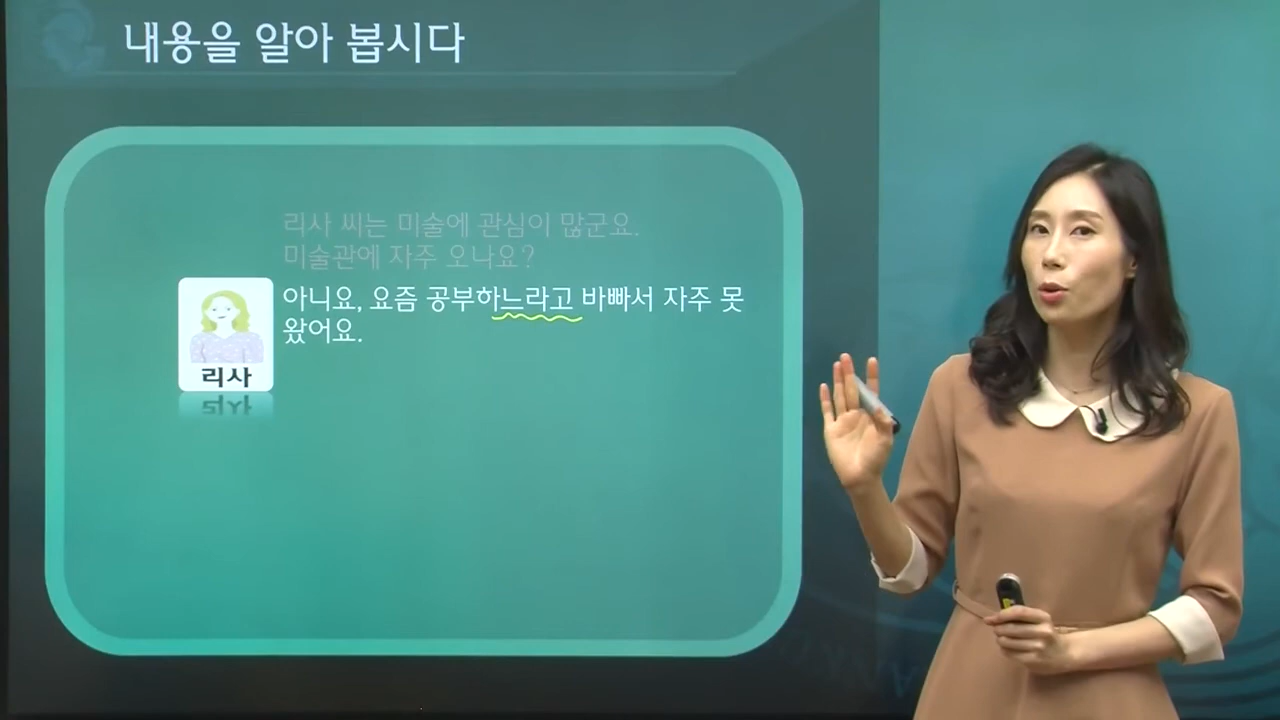 내용을 알아 봅시다
리사 씨는 미술에 관심이 많군요.
미술관에 자주 오나요?
아니요, 요즘 공부하느라고 바빠서 자주 못
왔어요.
리사